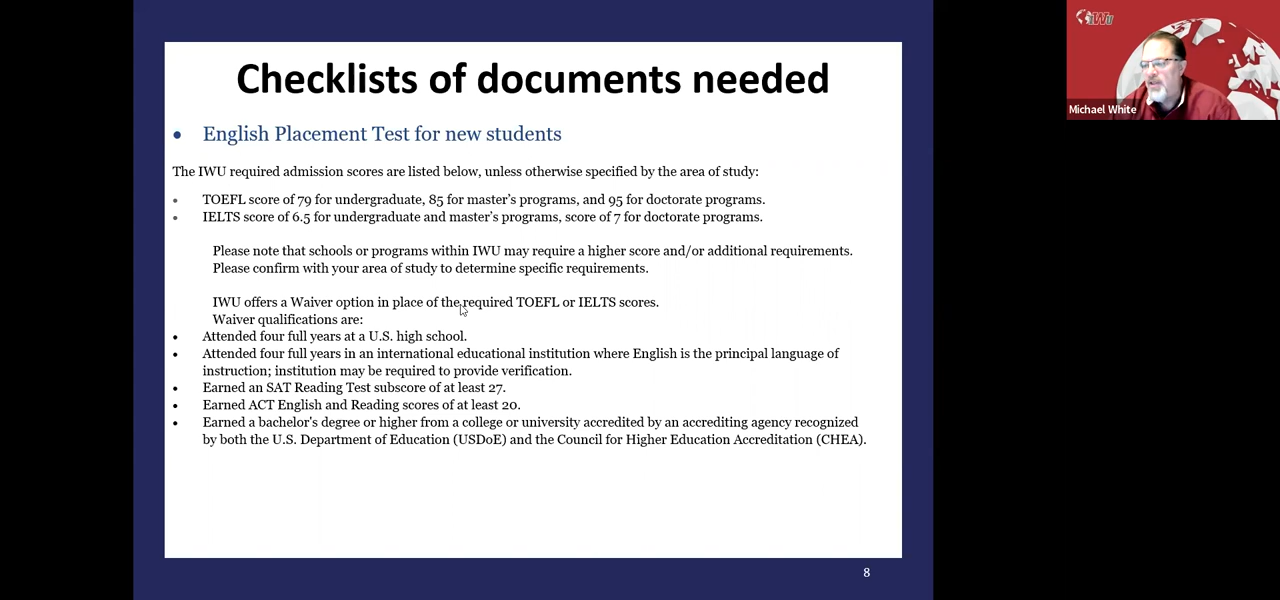 Checklists of documents needed
• English Placement Test for new students
The IWU required admission scores are listed below, unless otherwise specified by the area of study:
• TOEFL score of 79 for undergraduate, 85 for master's programs, and 95 for doctorate programs.
• IELTS score of 6.5 for undergraduate and master's programs, score of 7 for doctorate programs.
Please note that schools or programs within IWU may require a higher score and/or additional requirements.
Please confirm with your area of study to determine specific requirements.
IWU offers a Waiver option in place of the required TOEFL or IELTS scores.
Waiver qualifications are:
• Attended four full years at a U.S. high school.
• Attended four full years in an international educational institution where English is the principal language of
instruction; institution may be required to provide verification.
• Earned an SAT Reading Test subscore of at least 27.
• Earned ACT English and Reading scores of at least 20.
• Earned a bachelor's degree or higher from a college or university accredited by an accrediting agency recognized
by both the U.S. Department of Education (USDoE) and the Council for Higher Education Accreditation (CHEA).
8
IWU
Michael White